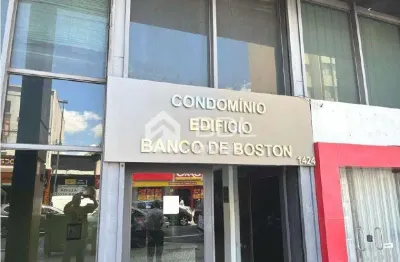 CONDOMÍNIO
EDIFÍCIO
BANCO DE BOSTON
1424